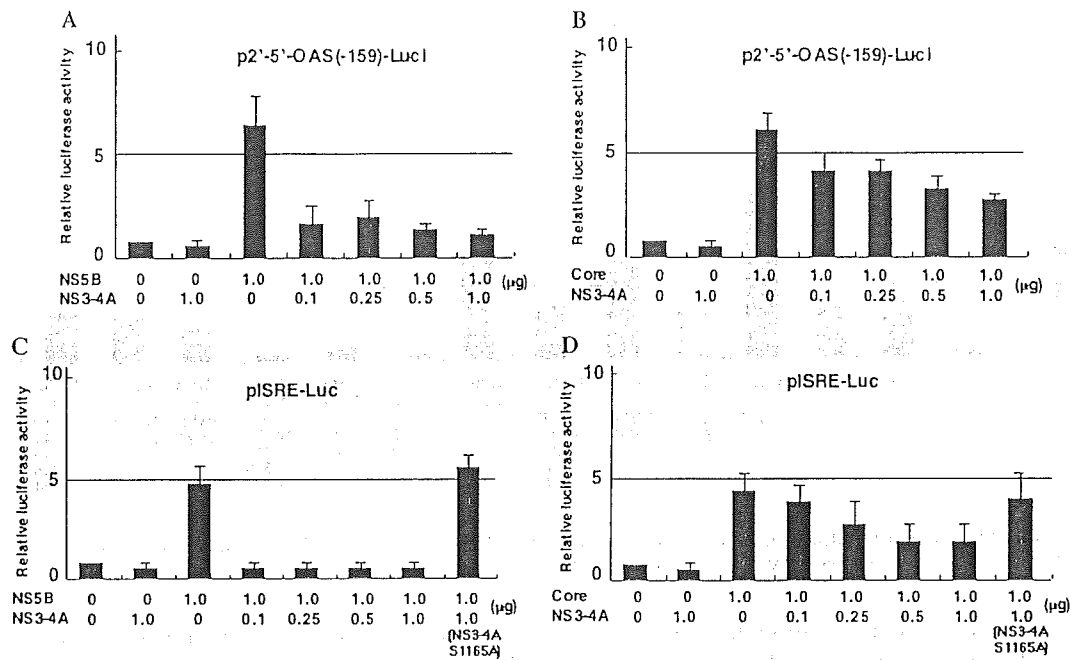 A
p2'-5'-OAS(-159)-Luc
Relative luciferase activity
10
5
0
NS5B 0 0 1.0 1.0 1.0 1.0 1.0 (μg)
NS3-4A 0 1.0 0 0.1 0.25 0.5 1.0
B
p2'-5'-OAS(-159)-Luc
Relative luciferase activity
10
5
0
Core 0 0 1.0 1.0 1.0 1.0 1.0 (μg)
NS3-4A 0 1.0 0 0.1 0.25 0.5 1.0
C
pISRE-Luc
Relative luciferase activity
10
5
0
NS5B 0 0 1.0 1.0 1.0 1.0 1.0 1.0 (μg)
NS3-4A 0 1.0 0 0.1 0.25 0.5 1.0 1.0
(NS3-4A
S1165A)
D
pISRE-Luc
Relative luciferase activity
10
5
0
Core 0 0 1.0 1.0 1.0 1.0 1.0 1.0 (μg)
NS3-4A 0 1.0 0 0.1 0.25 0.5 1.0 1.0
(NS3-4A
S1165A)